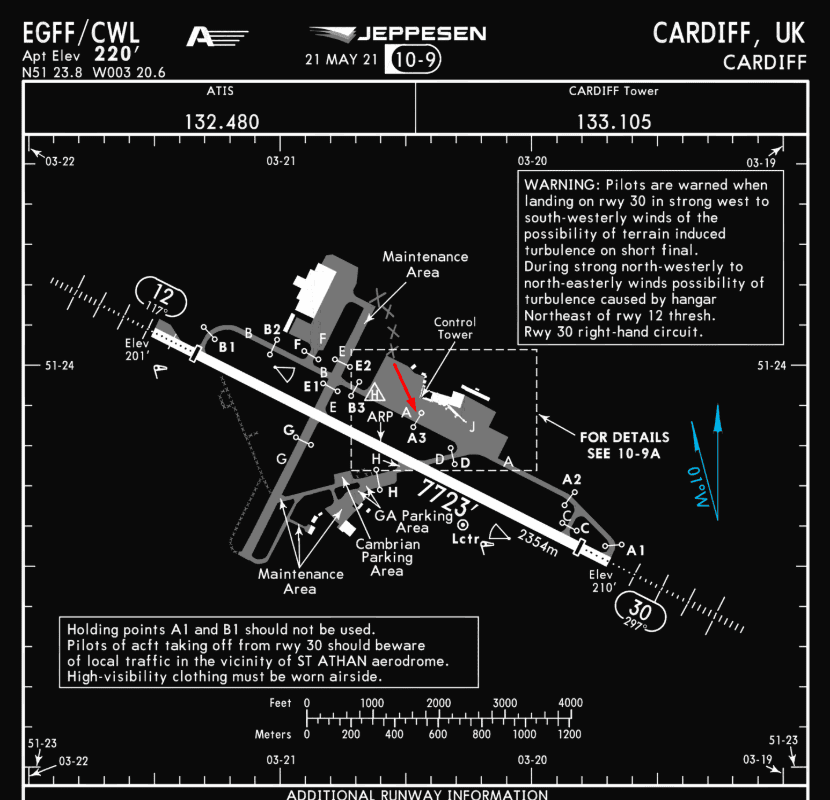 EGFF/CWL
Apt Elev 220'
N51 23.8 W003 20.6
JEPPESEN
21 MAY 21 10-9
CARDIFF, UK
CARDIFF
ATIS
132.480
CARDIFF Tower
133.105
03-22
03-21
03-20
03-19
WARNING: Pilots are warned when
landing on rwy 30 in strong west to
south-westerly winds of the
possibility of terrain induced
turbulence on short final.
During strong north-westerly to
north-easterly winds possibility of
turbulence caused by hangar
Northeast of rwy 12 thresh.
Rwy 30 right-hand circuit.
Maintenance
Area
12
117°
Elev
201'
B1
B
B2
F
F
E
E2
B
E1
B3
E
H
Control
Tower
51-24
51-24
ARP
A
A3
J
G
G
H
H
D
D
A
FOR DETAILS
SEE 10-9A
010°W
A2
C
C
A1
7723'
2354m
GA Parking
Area
Lctr
Cambrian
Parking
Area
Maintenance
Area
Elev
210'
30
297°
Holding points A1 and B1 should not be used.
Pilots of acft taking off from rwy 30 should beware
of local traffic in the vicinity of ST ATHAN aerodrome.
High-visibility clothing must be worn airside.
Feet 0 1000 2000 3000 4000
Meters 0 200 400 600 800 1000 1200
51-23
03-22
03-21
03-20
03-19
51-23
ADDITIONAL RUNWAY INFORMATION